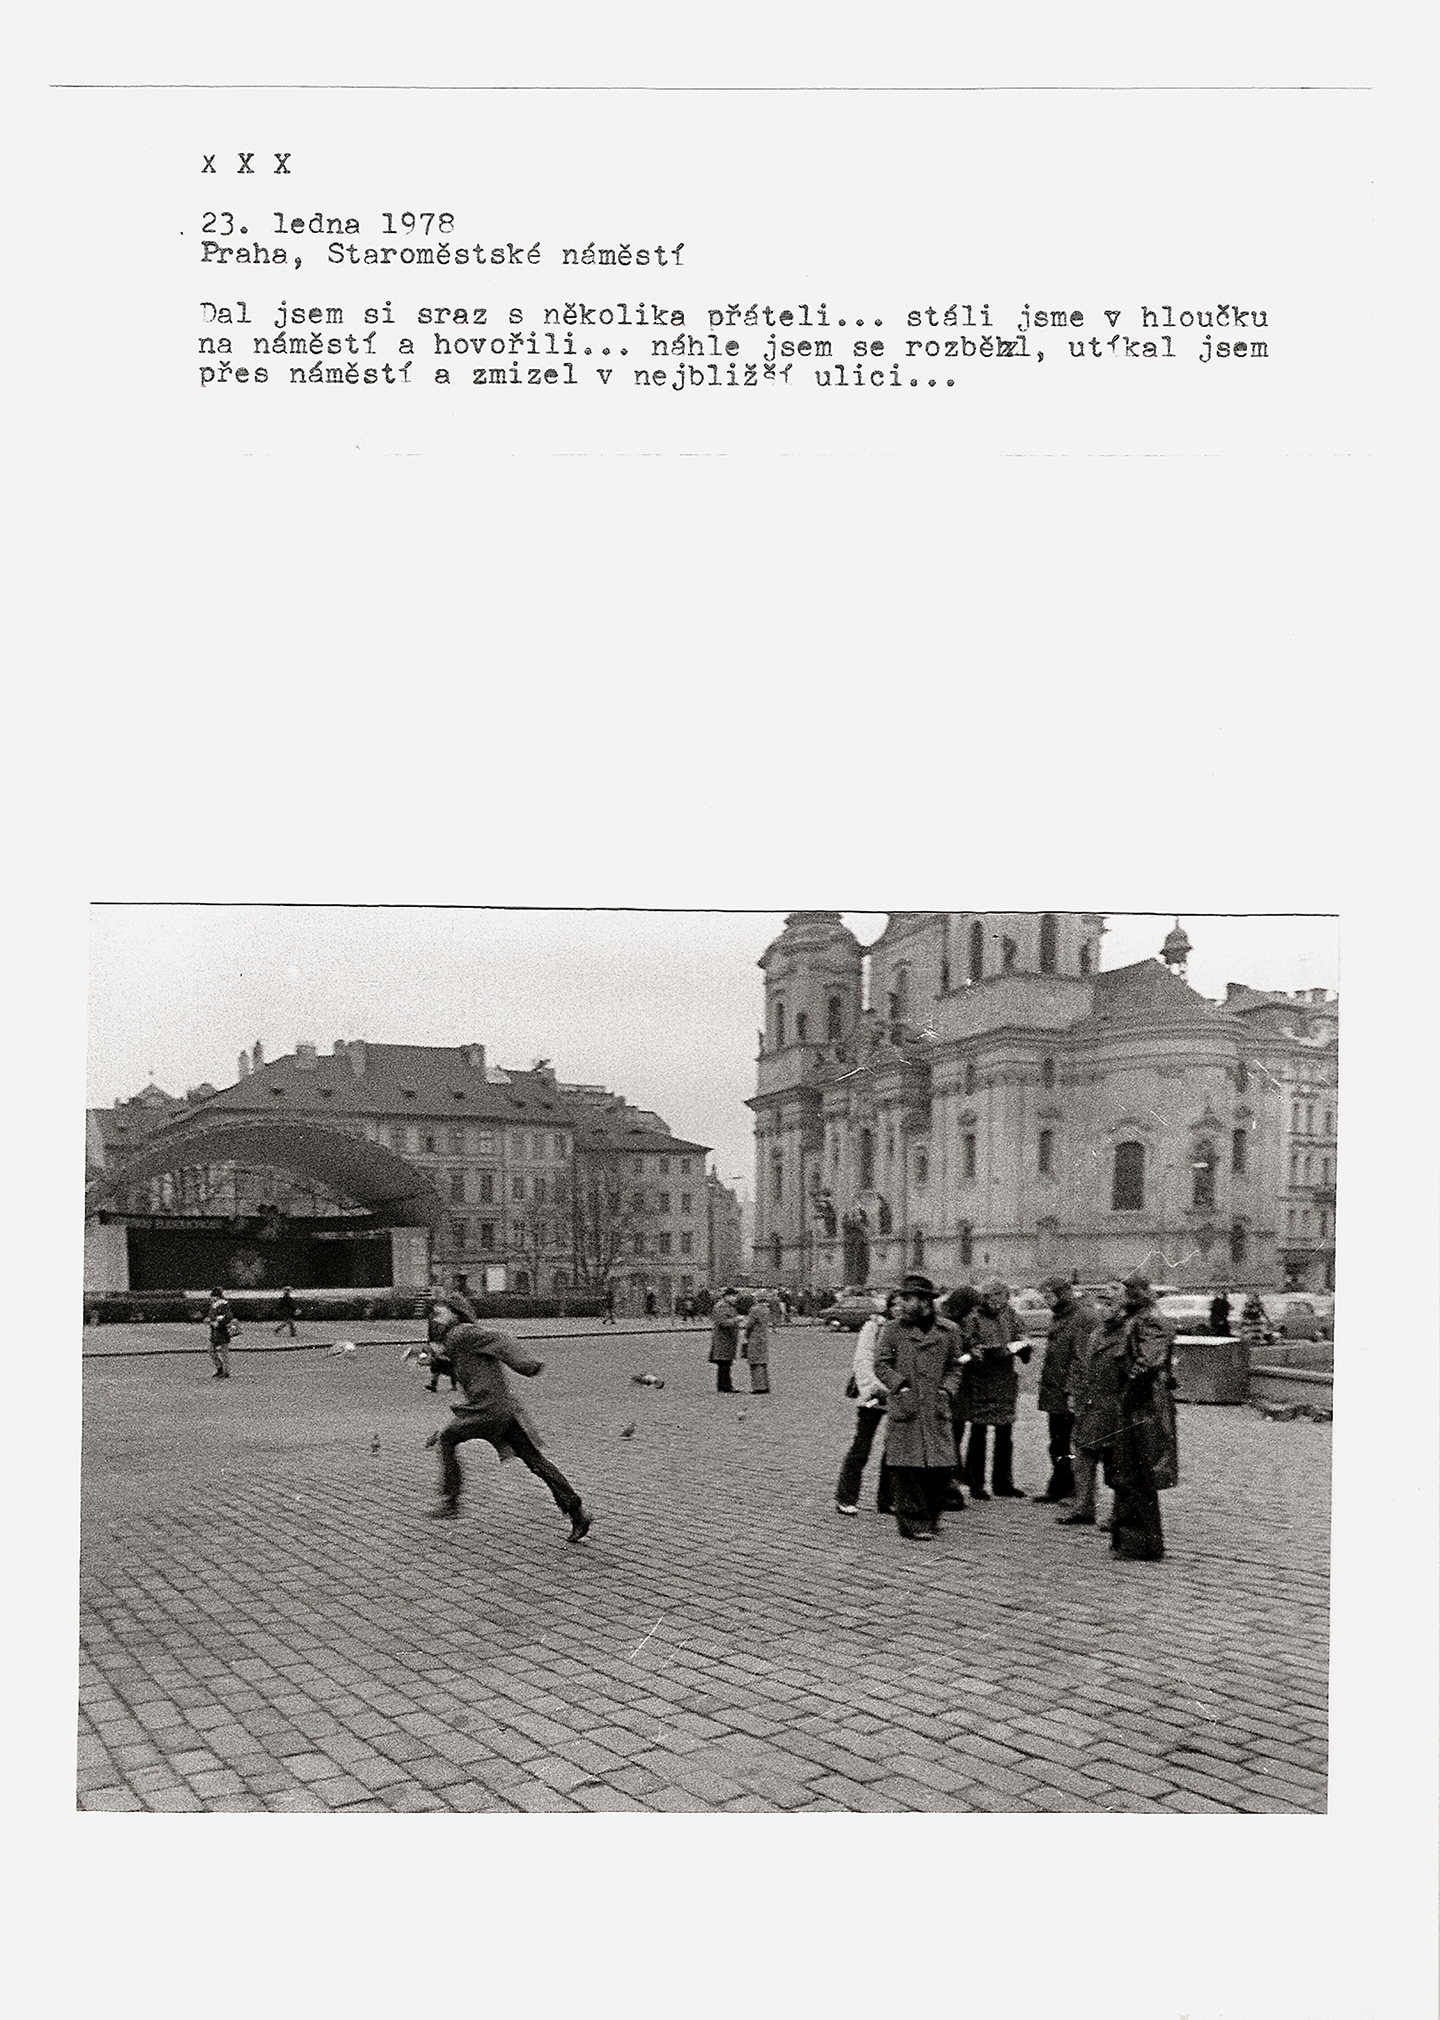 X X X
23. ledna 1978
Praha, Staroměstské náměstí
Dal jsem si sraz s několika přáteli... stáli jsme v hloučku
na náměstí a hovořili... náhle jsem se rozběhl, utíkal jsem
přes náměstí a zmizel v nejbližší ulici...